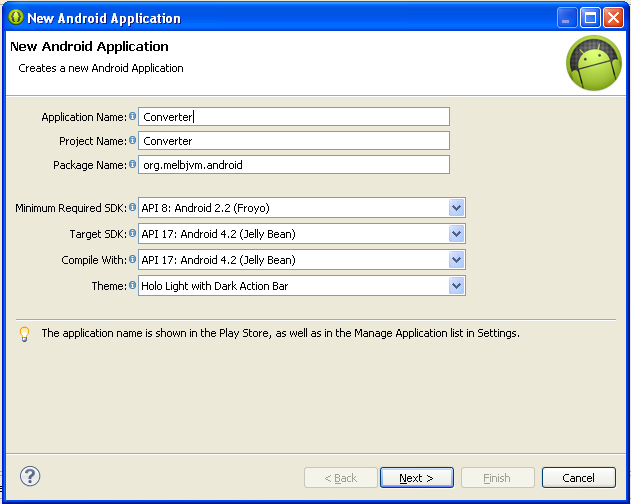 New Android Application
New Android Application
Creates a new Android Application
Application Name: Converter
Project Name: Converter
Package Name: org.melbjvm.android
Minimum Required SDK: API 8: Android 2.2 (Froyo)
Target SDK: API 17: Android 4.2 (Jelly Bean)
Compile With: API 17: Android 4.2 (Jelly Bean)
Theme: Holo Light with Dark Action Bar
The application name is shown in the Play Store, as well as in the Manage Application list in Settings.
< Back Next > Finish Cancel